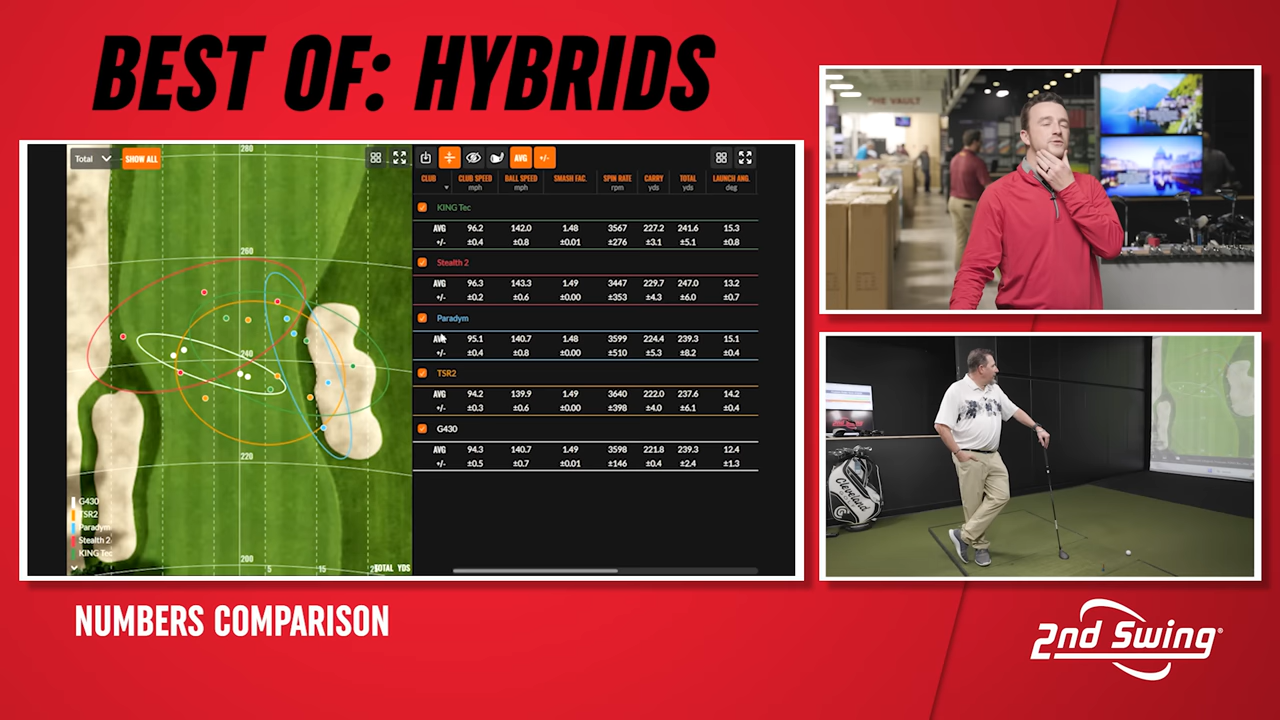 BEST OF: HYBRIDS
Total SHOW ALL
280
260
240
220
200
5 15
TOTAL YDS
G430
TSR2
Paradym
Stealth 2
KING Tec
AVG +/-
CLUB CLUB SPEED BALL SPEED SMASH FAC. SPIN RATE CARRY TOTAL LAUNCH ANG.
mph mph rpm yds yds deg
KING Tec
AVG 96.2 142.0 1.48 3567 227.2 241.6 15.3
+/- ±0.4 ±0.8 ±0.01 ±276 ±3.1 ±5.1 ±0.8
Stealth 2
AVG 96.3 143.3 1.49 3447 229.7 247.0 13.2
+/- ±0.2 ±0.6 ±0.00 ±353 ±4.3 ±6.0 ±0.7
Paradym
AVG 95.1 140.7 1.48 3599 224.4 239.3 15.1
+/- ±0.4 ±0.8 ±0.00 ±510 ±5.3 ±8.2 ±0.4
TSR2
AVG 94.2 139.9 1.49 3640 222.0 237.6 14.2
+/- ±0.3 ±0.6 ±0.00 ±398 ±4.0 ±6.1 ±0.4
G430
AVG 94.3 140.7 1.49 3598 221.8 239.3 12.4
+/- ±0.5 ±0.7 ±0.01 ±146 ±0.4 ±2.4 ±1.3
THE VAULT
Cleveland
NUMBERS COMPARISON
2nd Swing®